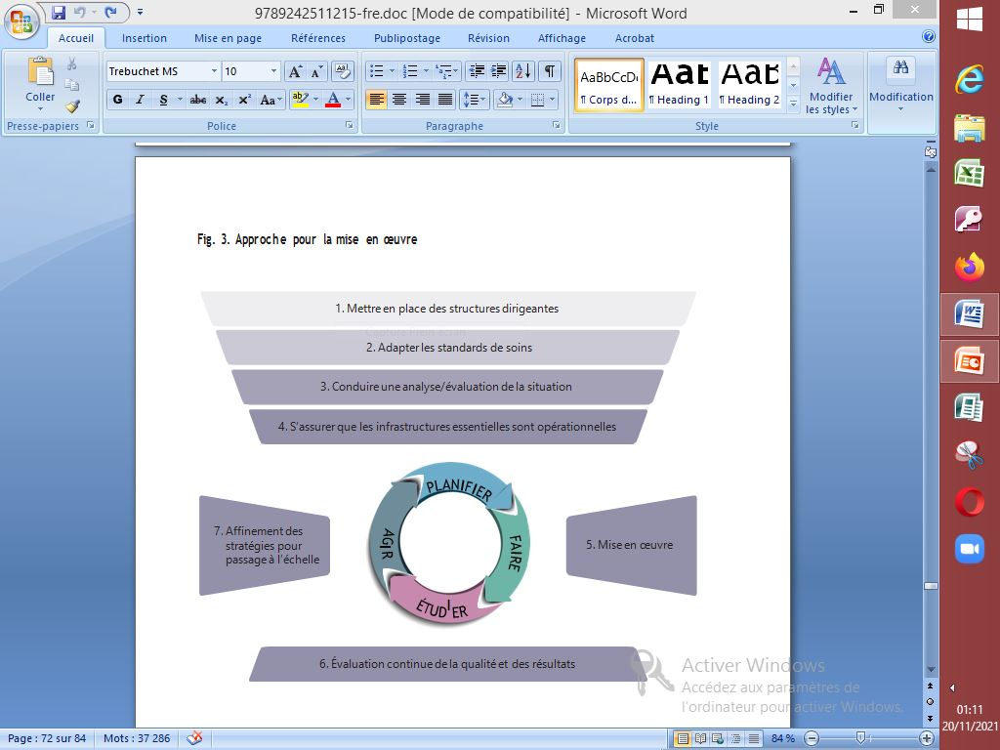 9789242511215-fre.doc [Mode de compatibilité] - Microsoft Word
Accueil Insertion Mise en page Références Publipostage Révision Affichage Acrobat
Coller
Presse-papiers
Trebuchet MS 10
G I S abc x₂ x² Aa ab A
Police
Paragraphe
AaBbCcDc AaBb AaB
¶ Corps d... ¶ Heading 1 ¶ Heading 2
Modifier les styles
Style
Modification
Fig. 3. Approche pour la mise en œuvre
1. Mettre en place des structures dirigeantes
Capture Plein écran
2. Adapter les standards de soins
3. Conduire une analyse/évaluation de la situation
4. S'assurer que les infrastructures essentielles sont opérationnelles
PLANIFIER
FAIRE
ÉTUDIER
AGIR
7. Affinement des
stratégies pour
passage à l'échelle
5. Mise en œuvre
6. Évaluation continue de la qualité et des résultats
Activer Windows
Accédez aux paramètres de
l'ordinateur pour activer Windows.
Page : 72 sur 84 Mots : 37 286 84 %
01:11
20/11/2021